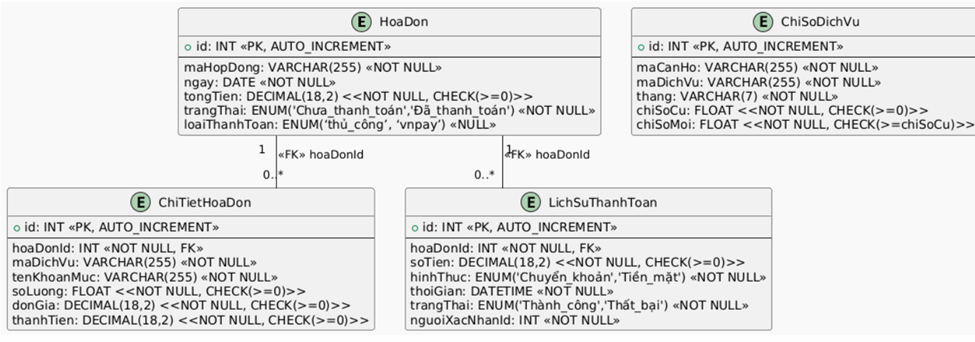 E HoaDon
id: INT «PK, AUTO_INCREMENT»
maHopDong: VARCHAR(255) «NOT NULL»
ngay: DATE «NOT NULL»
tongTien: DECIMAL(18,2) <<NOT NULL, CHECK(>=0)>>
trangThai: ENUM('Chưa_thanh_toán','Đã_thanh_toán') «NOT NULL»
loaiThanhToan: ENUM(‘thủ_công’, ‘vnpay’) «NULL»
E ChiSoDichVu
id: INT «PK, AUTO_INCREMENT»
maCanHo: VARCHAR(255) «NOT NULL»
maDichVu: VARCHAR(255) «NOT NULL»
thang: VARCHAR(7) «NOT NULL»
chiSoCu: FLOAT <<NOT NULL, CHECK(>=0)>>
chiSoMoi: FLOAT <<NOT NULL, CHECK(>=chiSoCu)>>
1
«FK» hoaDonId
0..*
1
«FK» hoaDonId
0..*
E ChiTietHoaDon
id: INT «PK, AUTO_INCREMENT»
hoaDonId: INT «NOT NULL, FK»
maDichVu: VARCHAR(255) «NOT NULL»
tenKhoanMuc: VARCHAR(255) «NOT NULL»
soLuong: FLOAT <<NOT NULL, CHECK(>=0)>>
donGia: DECIMAL(18,2) <<NOT NULL, CHECK(>=0)>>
thanhTien: DECIMAL(18,2) <<NOT NULL, CHECK(>=0)>>
E LichSuThanhToan
id: INT «PK, AUTO_INCREMENT»
hoaDonId: INT «NOT NULL, FK»
soTien: DECIMAL(18,2) <<NOT NULL, CHECK(>=0)>>
hinhThuc: ENUM('Chuyển_khoản','Tiền_mặt') «NOT NULL»
thoiGian: DATETIME «NOT NULL»
trangThai: ENUM('Thành_công','Thất_bại') «NOT NULL»
nguoiXacNhanId: INT «NOT NULL»